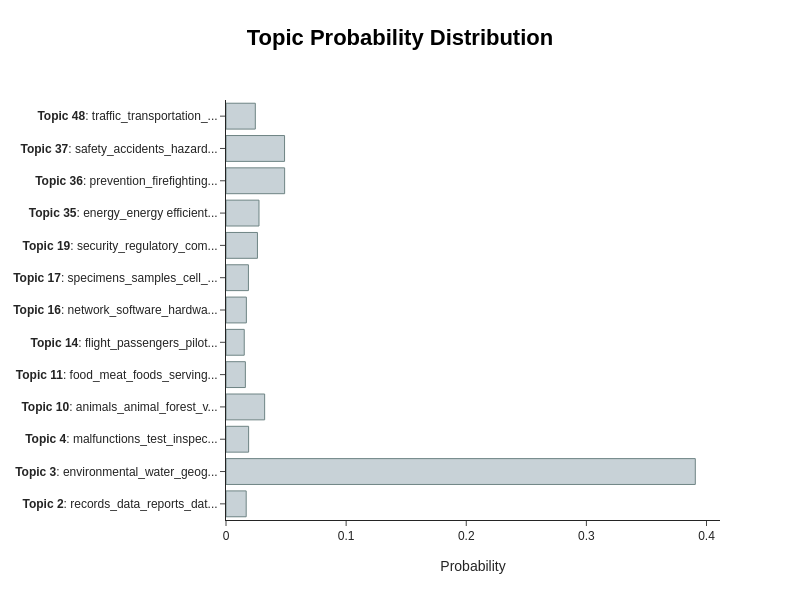 Topic Probability Distribution
Topic 48: traffic_transportation_...
Topic 37: safety_accidents_hazard...
Topic 36: prevention_firefighting...
Topic 35: energy_energy efficient...
Topic 19: security_regulatory_com...
Topic 17: specimens_samples_cell_...
Topic 16: network_software_hardwa...
Topic 14: flight_passengers_pilot...
Topic 11: food_meat_foods_serving...
Topic 10: animals_animal_forest_v...
Topic 4: malfunctions_test_inspec...
Topic 3: environmental_water_geog...
Topic 2: records_data_reports_dat...
0 0.1 0.2 0.3 0.4
Probability